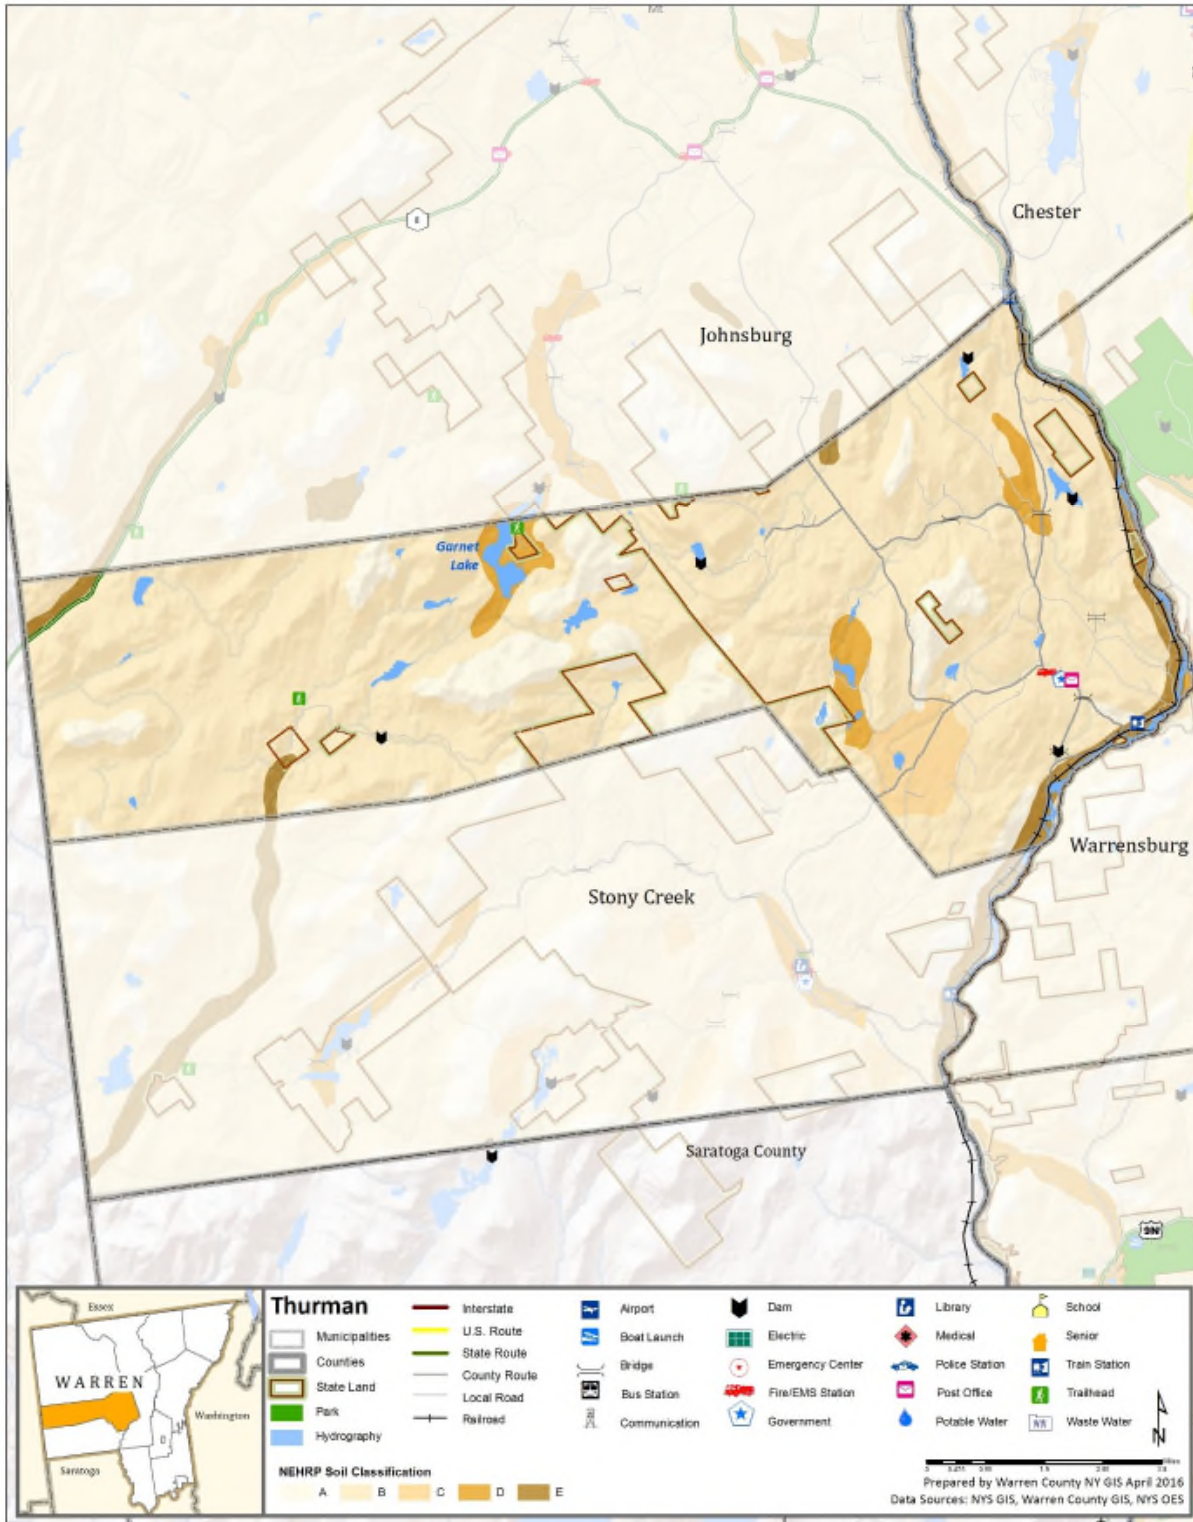 Mt
8
Chester
Johnsburg
Garnet
Lake
Warrensburg
Stony Creek
Saratoga County
9N
Essex
WARREN
Washington
Saratoga
Thurman
Municipalities
Counties
State Land
Park
Hydrography
Interstate
U.S. Route
State Route
County Route
Local Road
Railroad
Airport
Boat Launch
Bridge
Bus Station
Communication
Dam
Electric
Emergency Center
Fire/EMS Station
Government
Library
Medical
Police Station
Post Office
Potable Water
School
Senior
Train Station
Trailhead
Waste Water
N
NEHRP Soil Classification
A B C D E
Prepared by Warren County NY GIS April 2016
Data Sources: NYS GIS, Warren County GIS, NYS OES